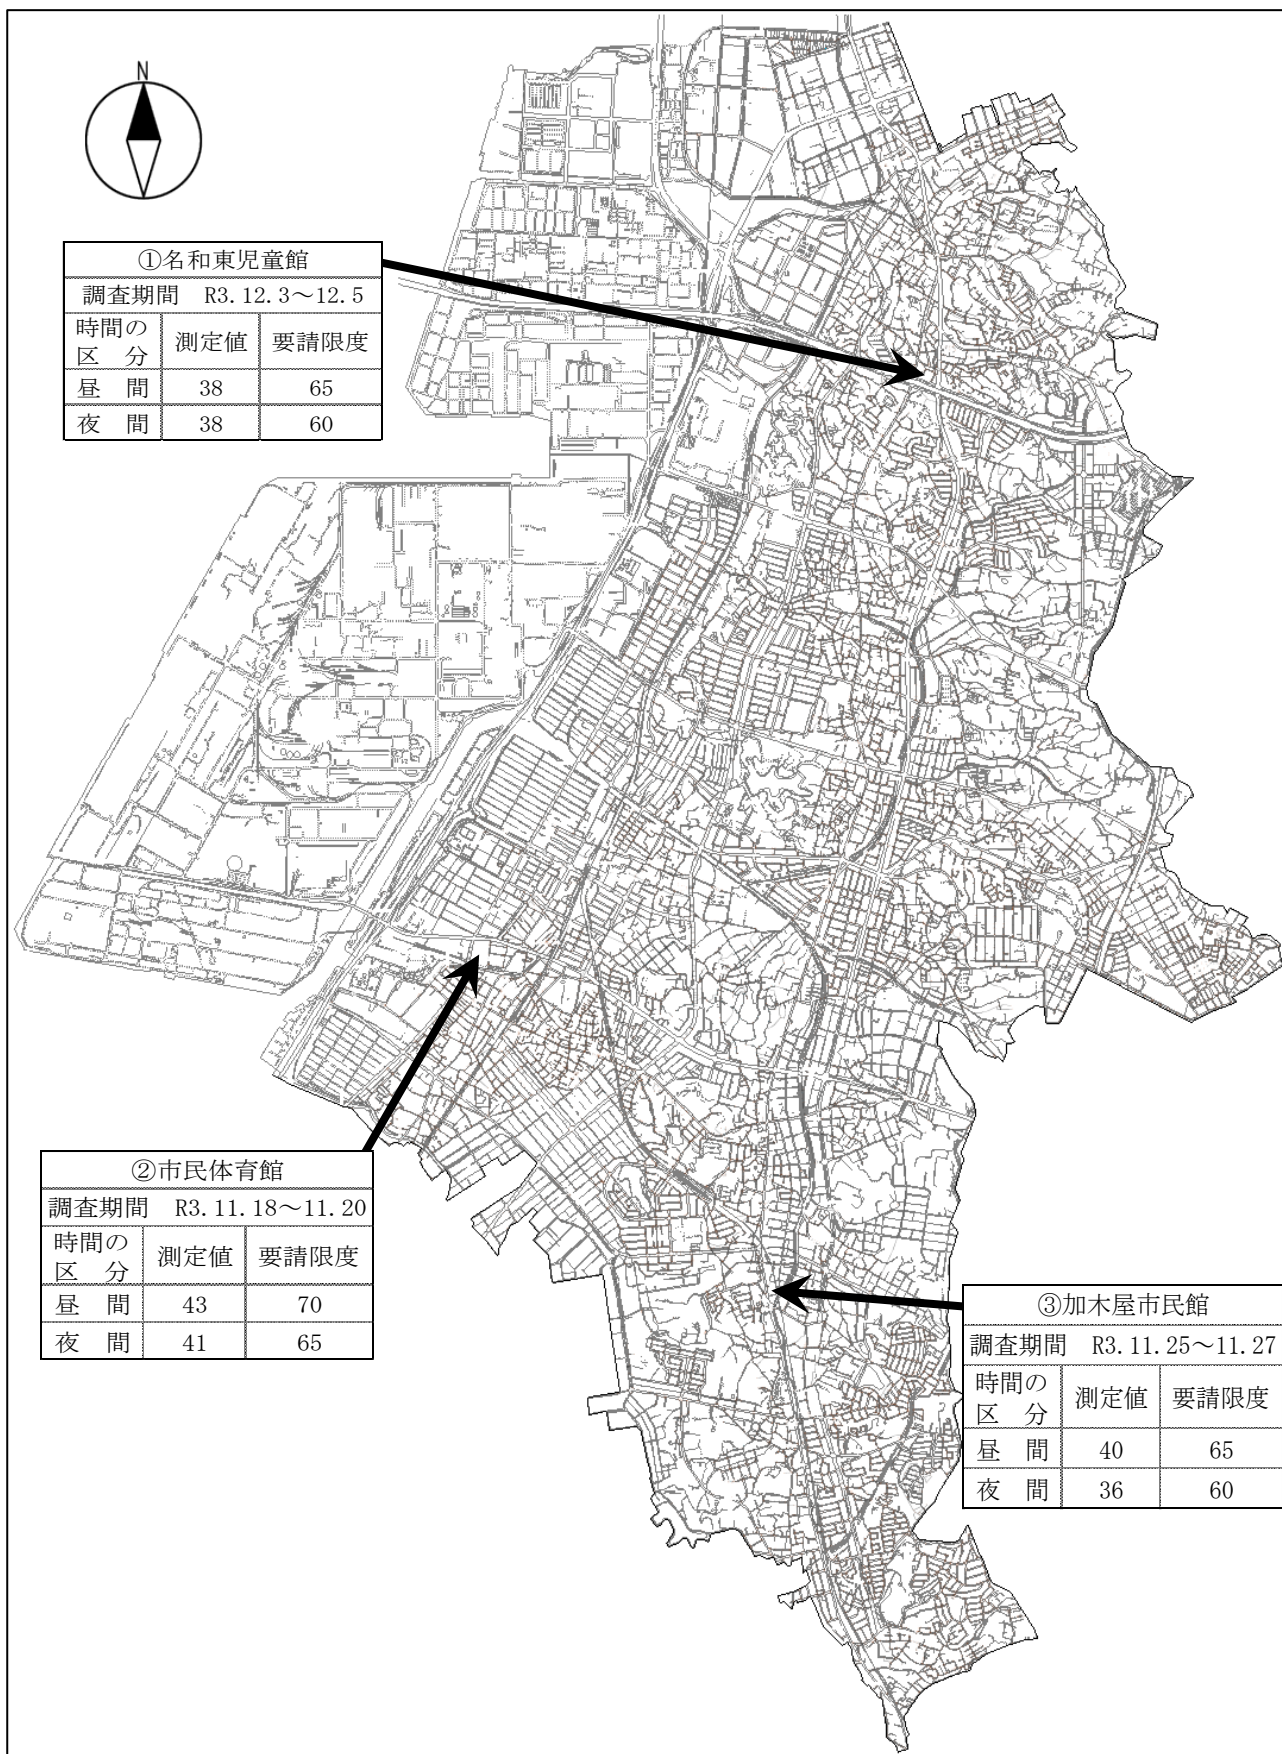 N
①名和東児童館
調査期間 R3.12.3～12.5
時間の区分 測定値 要請限度
昼間 38 65
夜間 38 60
②市民体育館
調査期間 R3.11.18～11.20
時間の区分 測定値 要請限度
昼間 43 70
夜間 41 65
③加木屋市民館
調査期間 R3.11.25～11.27
時間の区分 測定値 要請限度
昼間 40 65
夜間 36 60